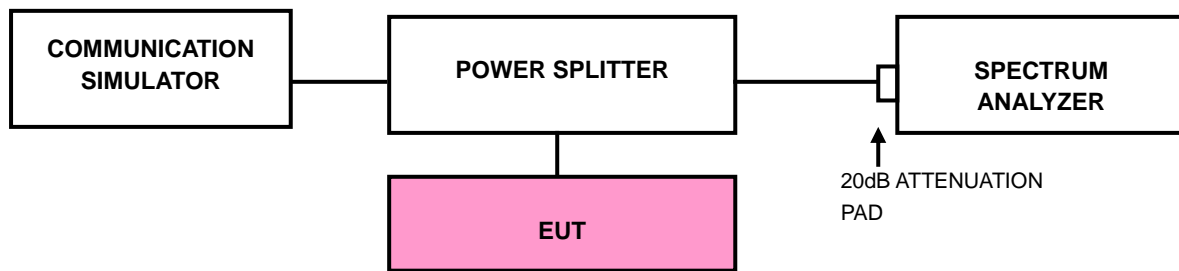 COMMUNICATION
SIMULATOR
POWER SPLITTER
SPECTRUM
ANALYZER
20dB ATTENUATION
PAD
EUT